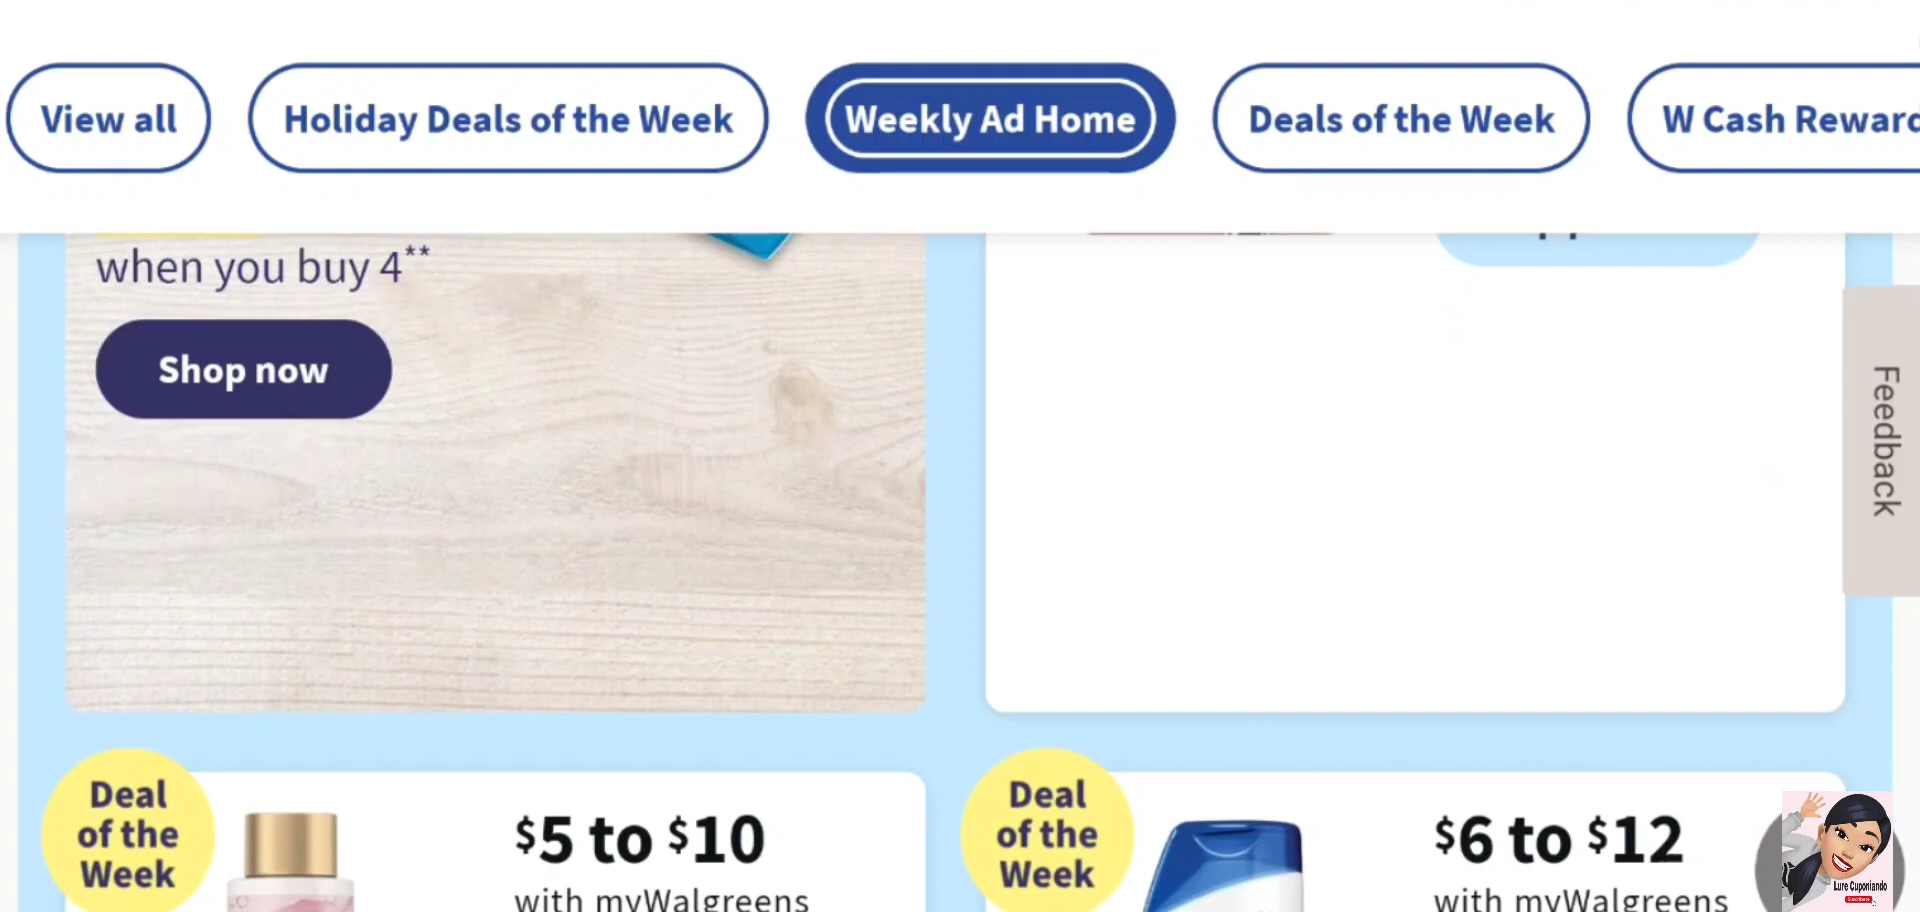 View all
Holiday Deals of the Week
Weekly Ad Home
Deals of the Week
W Cash Reward
when you buy 4**
Shop now
Feedback
Deal
of the
Week
$5 to $10
with myWalgreens
Deal
of the
Week
$6 to $12
with myWalgreens
Lure Cuponiando